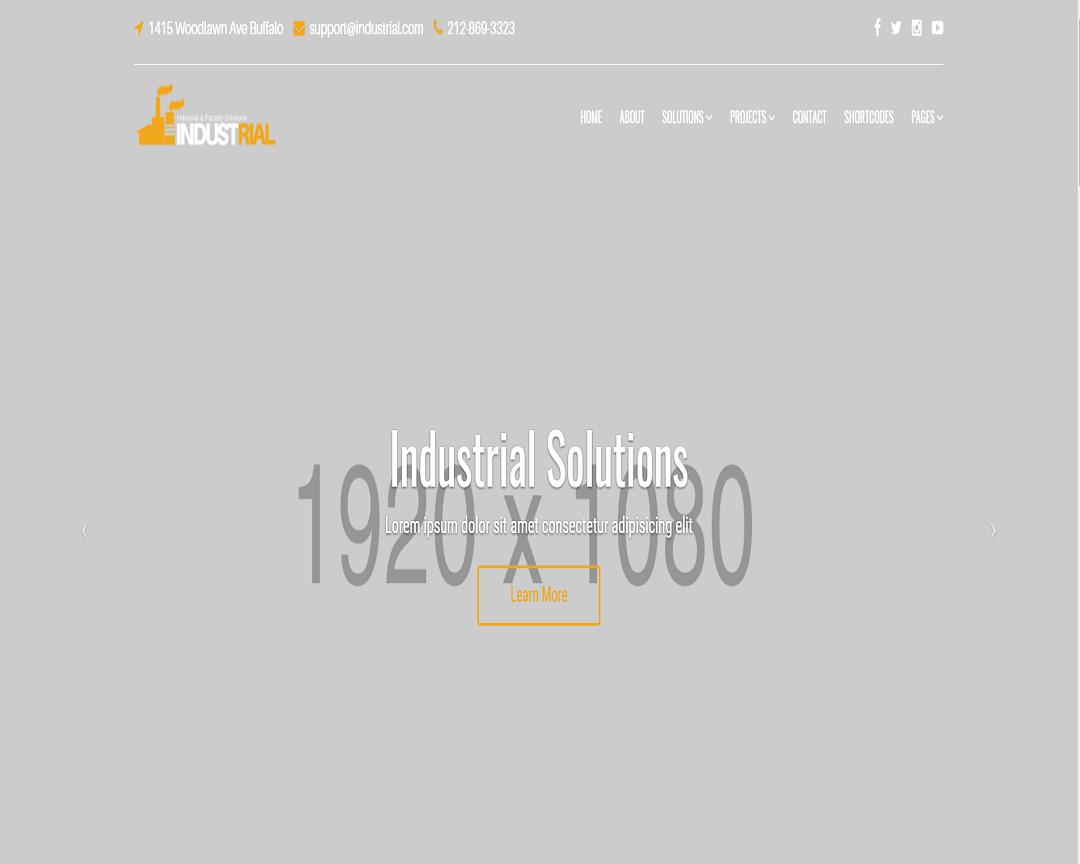 1415 Woodlawn Ave Buffalo support@industrial.com 212-869-3323
Industrial & Factory Solutions
INDUSTRIAL
HOME ABOUT SOLUTIONS PROJECTS CONTACT SHORTCODES PAGES
Industrial Solutions
1920 x 1080
Lorem ipsum dolor sit amet consectetur adipisicing elit
Learn More